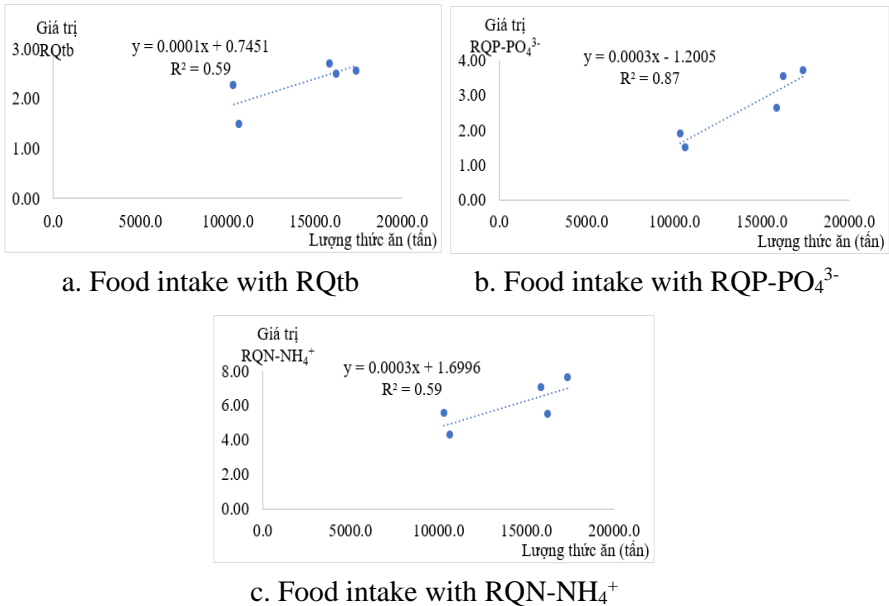 Giá trị
RQtb
y = 0.0001x + 0.7451
R² = 0.59
3.00
2.00
1.00
0.00
0.0 5000.0 10000.0 15000.0 20000.0
Lượng thức ăn (tấn)
a. Food intake with RQtb
Giá trị
RQP-PO₄³⁻
y = 0.0003x - 1.2005
R² = 0.87
4.00
3.00
2.00
1.00
0.00
0.0 5000.0 10000.0 15000.0 20000.0
Lượng thức ăn (tấn)
b. Food intake with RQP-PO₄³⁻
Giá trị
RQN-NH₄⁺
y = 0.0003x + 1.6996
R² = 0.59
8.00
6.00
4.00
2.00
0.00
0.0 5000.0 10000.0 15000.0 20000.0
Lượng thức ăn (tấn)
c. Food intake with RQN-NH₄⁺